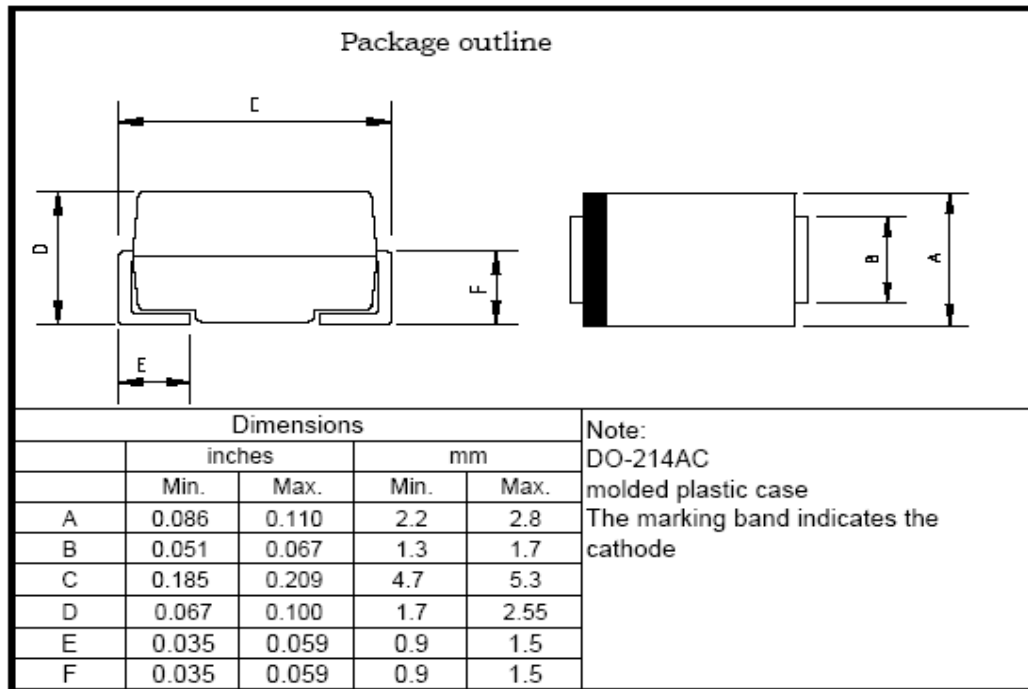 Package outline
C
D
F
E
B
A
Dimensions
inches mm
Min. Max. Min. Max.
A 0.086 0.110 2.2 2.8
B 0.051 0.067 1.3 1.7
C 0.185 0.209 4.7 5.3
D 0.067 0.100 1.7 2.55
E 0.035 0.059 0.9 1.5
F 0.035 0.059 0.9 1.5
Note:
DO-214AC
molded plastic case
The marking band indicates the
cathode